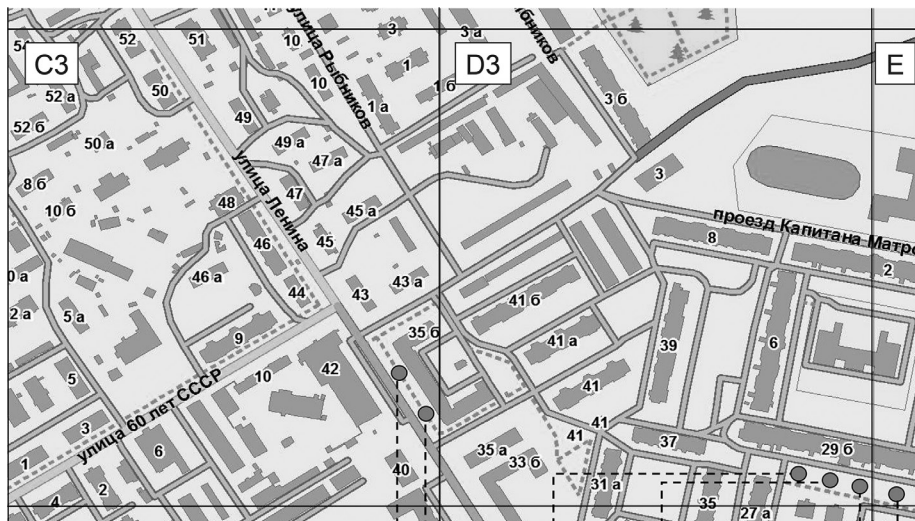 C3
D3
E
52
51
10
3
3 а
улица Рыбников
52 а
50
10
1
1 б
3 б
52 б
50 а
49
1 а
49 а
47 а
3
8 б
10 б
48
47
45 а
улица Ленина
проезд Капитана Матро
46
45
8
2
46 а
43 а
44
43
41 б
2 а
5 а
9
35 б
41 а
39
6
5
10
42
41
улица 60 лет СССР
3
41
41
37
29 б
1
6
35 а
33 б
40
31 а
4
2
35
27 а